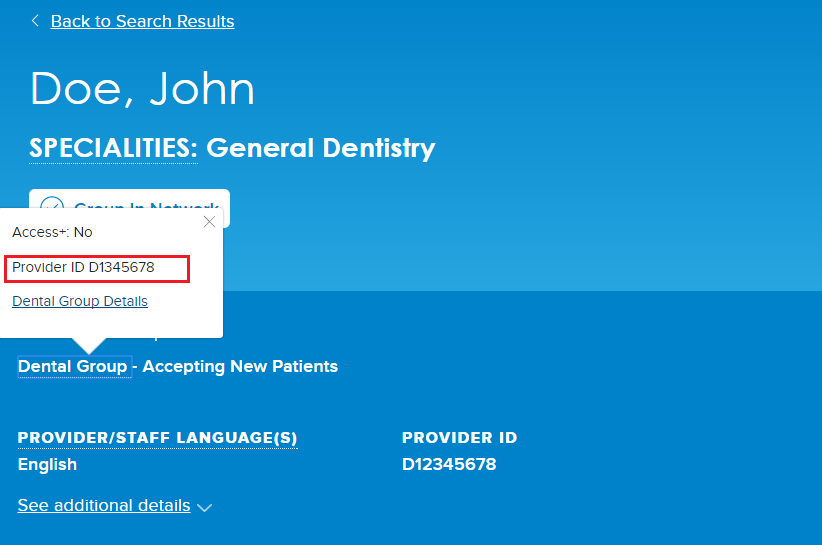 Back to Search Results
Doe, John
SPECIALITIES: General Dentistry
Group In Network
Access+: No
Provider ID D1345678
Dental Group Details
Dental Group - Accepting New Patients
PROVIDER/STAFF LANGUAGE(S)
English
PROVIDER ID
D12345678
See additional details